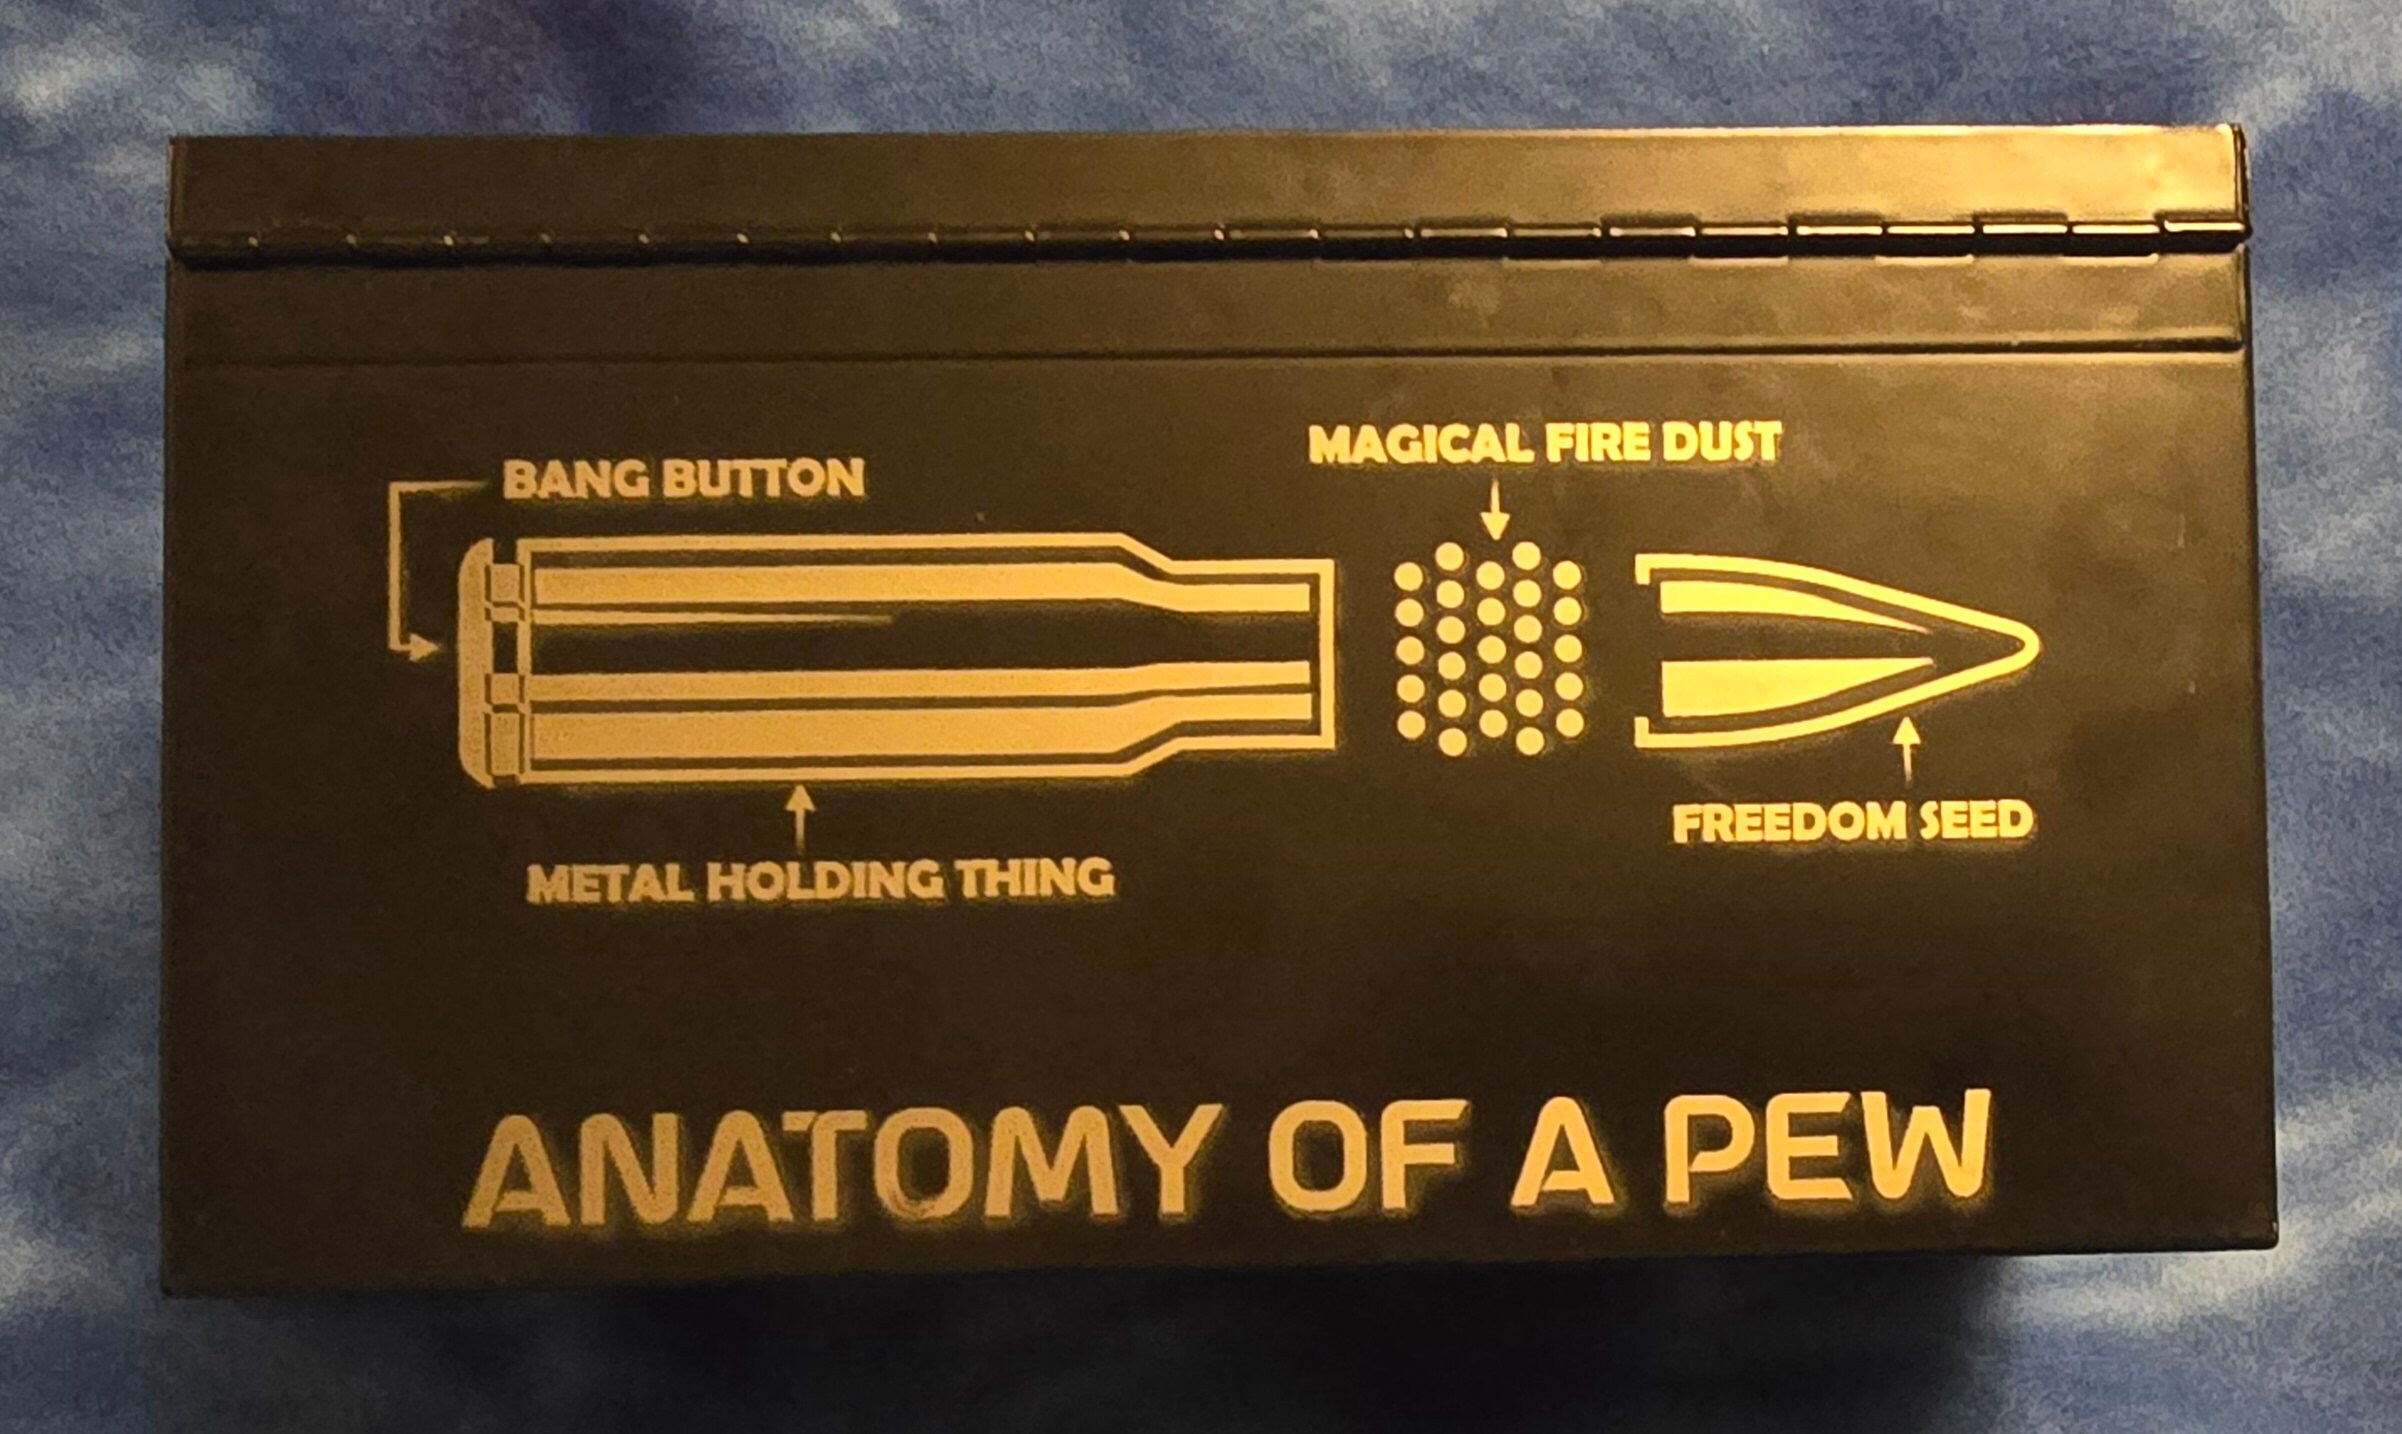 MAGICAL FIRE DUST
BANG BUTTON
FREEDOM SEED
METAL HOLDING THING
ANATOMY OF A PEW